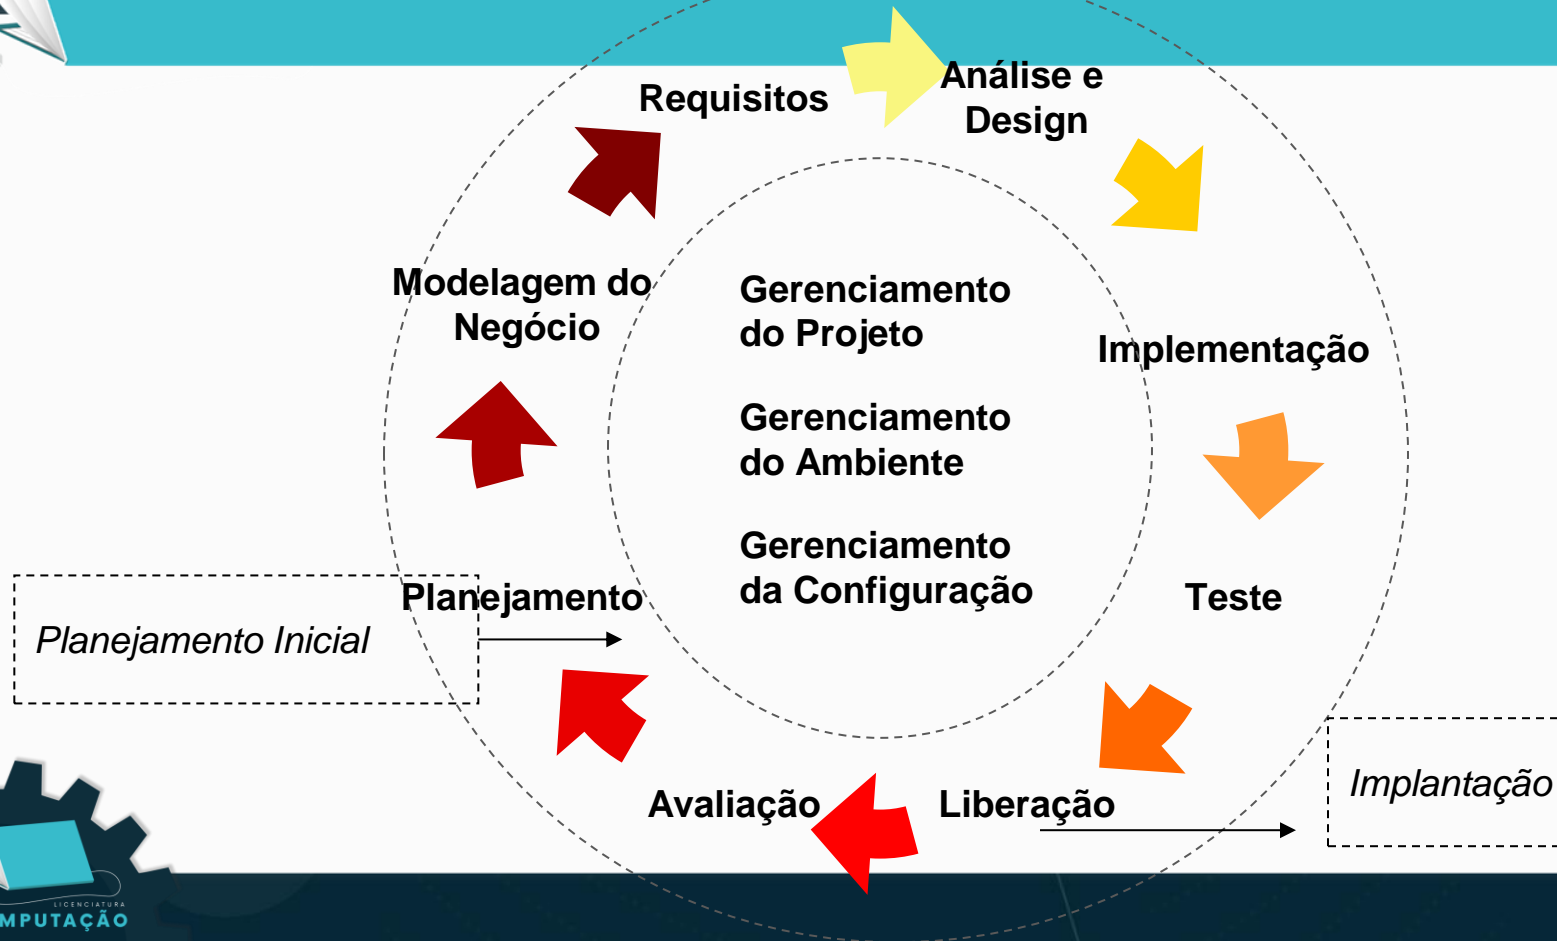 Requisitos
Análise e
Design
Modelagem do
Negócio
Gerenciamento
do Projeto
Implementação
Gerenciamento
do Ambiente
Gerenciamento
da Configuração
Planejamento
Teste
Planejamento Inicial
Avaliação
Liberação
Implantação
LICENCIATURA
MPUTAÇÃO